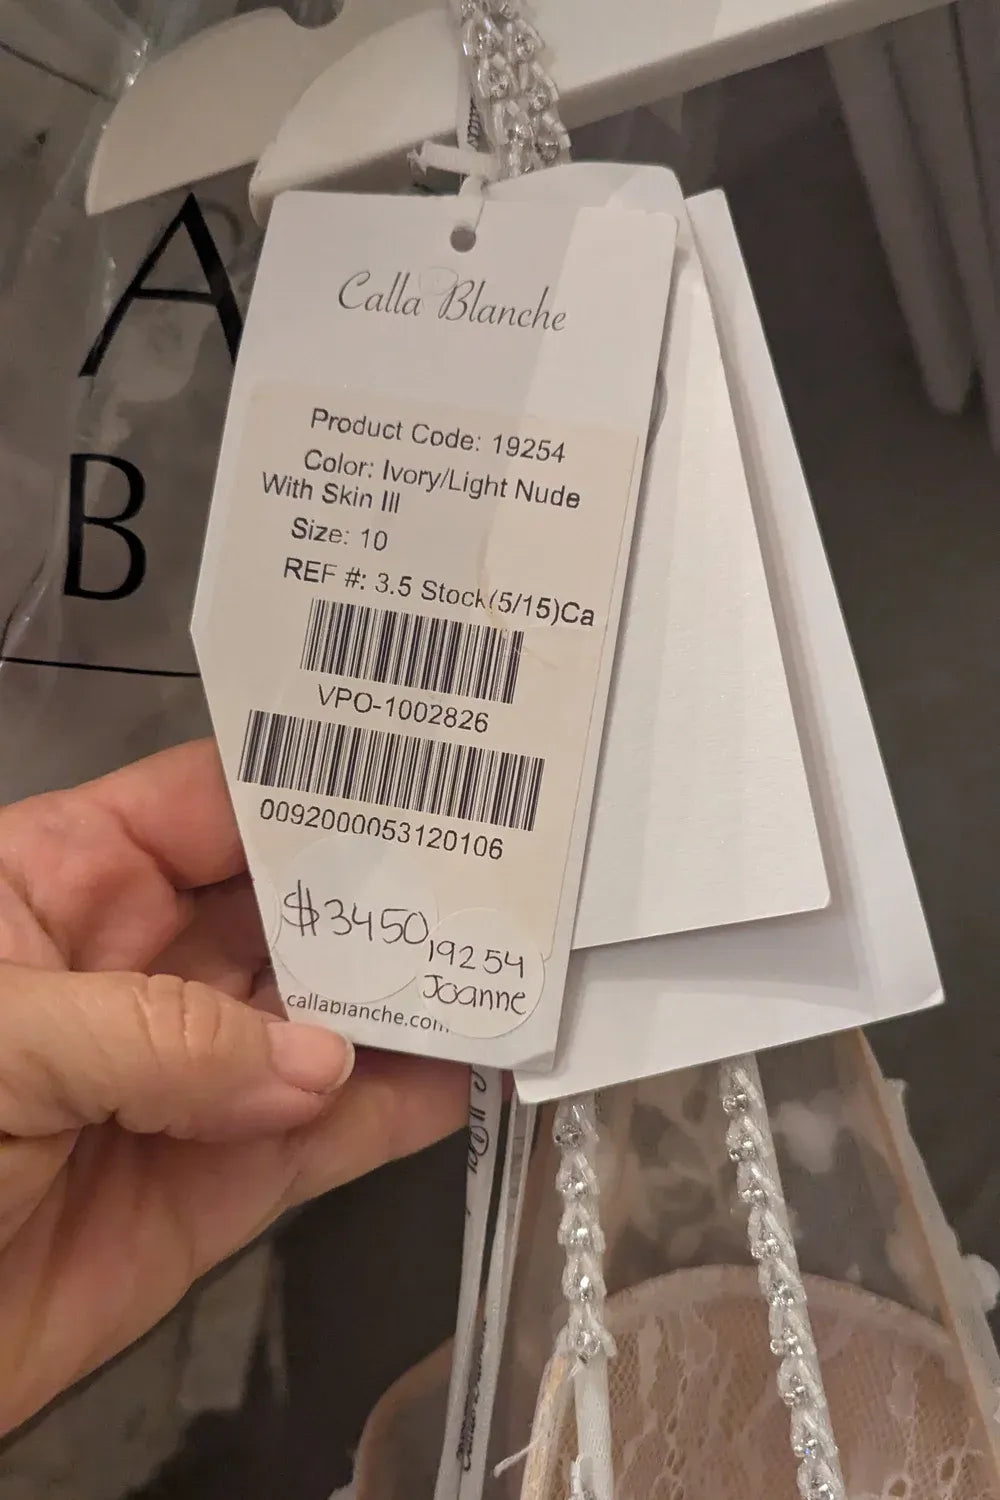 A
B
Calla Blanche
Product Code: 19254
Color: Ivory/Light Nude
With Skin Ill
Size: 10
REF #: 3.5 Stock(5/15)Ca
VPO-1002826
0092000053120106
$3450
19254
Joanne
callablanche.com